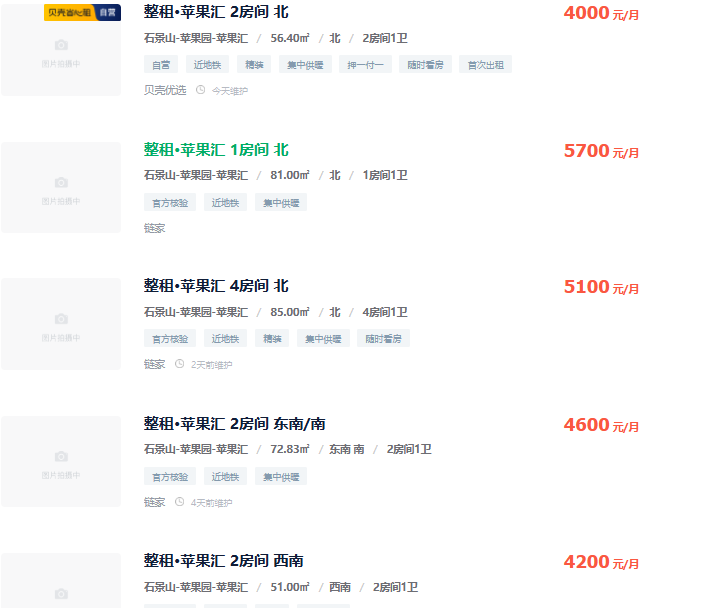 贝壳省心租 自营
整租·苹果汇 2房间 北
4000 元/月
图片拍摄中
石景山-苹果园-苹果汇 / 56.40㎡ / 北 / 2房间1卫
自营 近地铁 精装 集中供暖 押一付一 随时看房 首次出租
贝壳优选 今天维护
整租·苹果汇 1房间 北
5700 元/月
石景山-苹果园-苹果汇 / 81.00㎡ / 北 / 1房间1卫
图片拍摄中
官方核验 近地铁 集中供暖
链家
整租·苹果汇 4房间 北
5100 元/月
石景山-苹果园-苹果汇 / 85.00㎡ / 北 / 4房间1卫
图片拍摄中
官方核验 近地铁 精装 集中供暖 随时看房
链家 2天前维护
整租·苹果汇 2房间 东南/南
4600 元/月
石景山-苹果园-苹果汇 / 72.83㎡ / 东南 南 / 2房间1卫
图片拍摄中
官方核验 近地铁 集中供暖
链家 4天前维护
整租·苹果汇 2房间 西南
4200 元/月
石景山-苹果园-苹果汇 / 51.00㎡ / 西南 / 2房间1卫